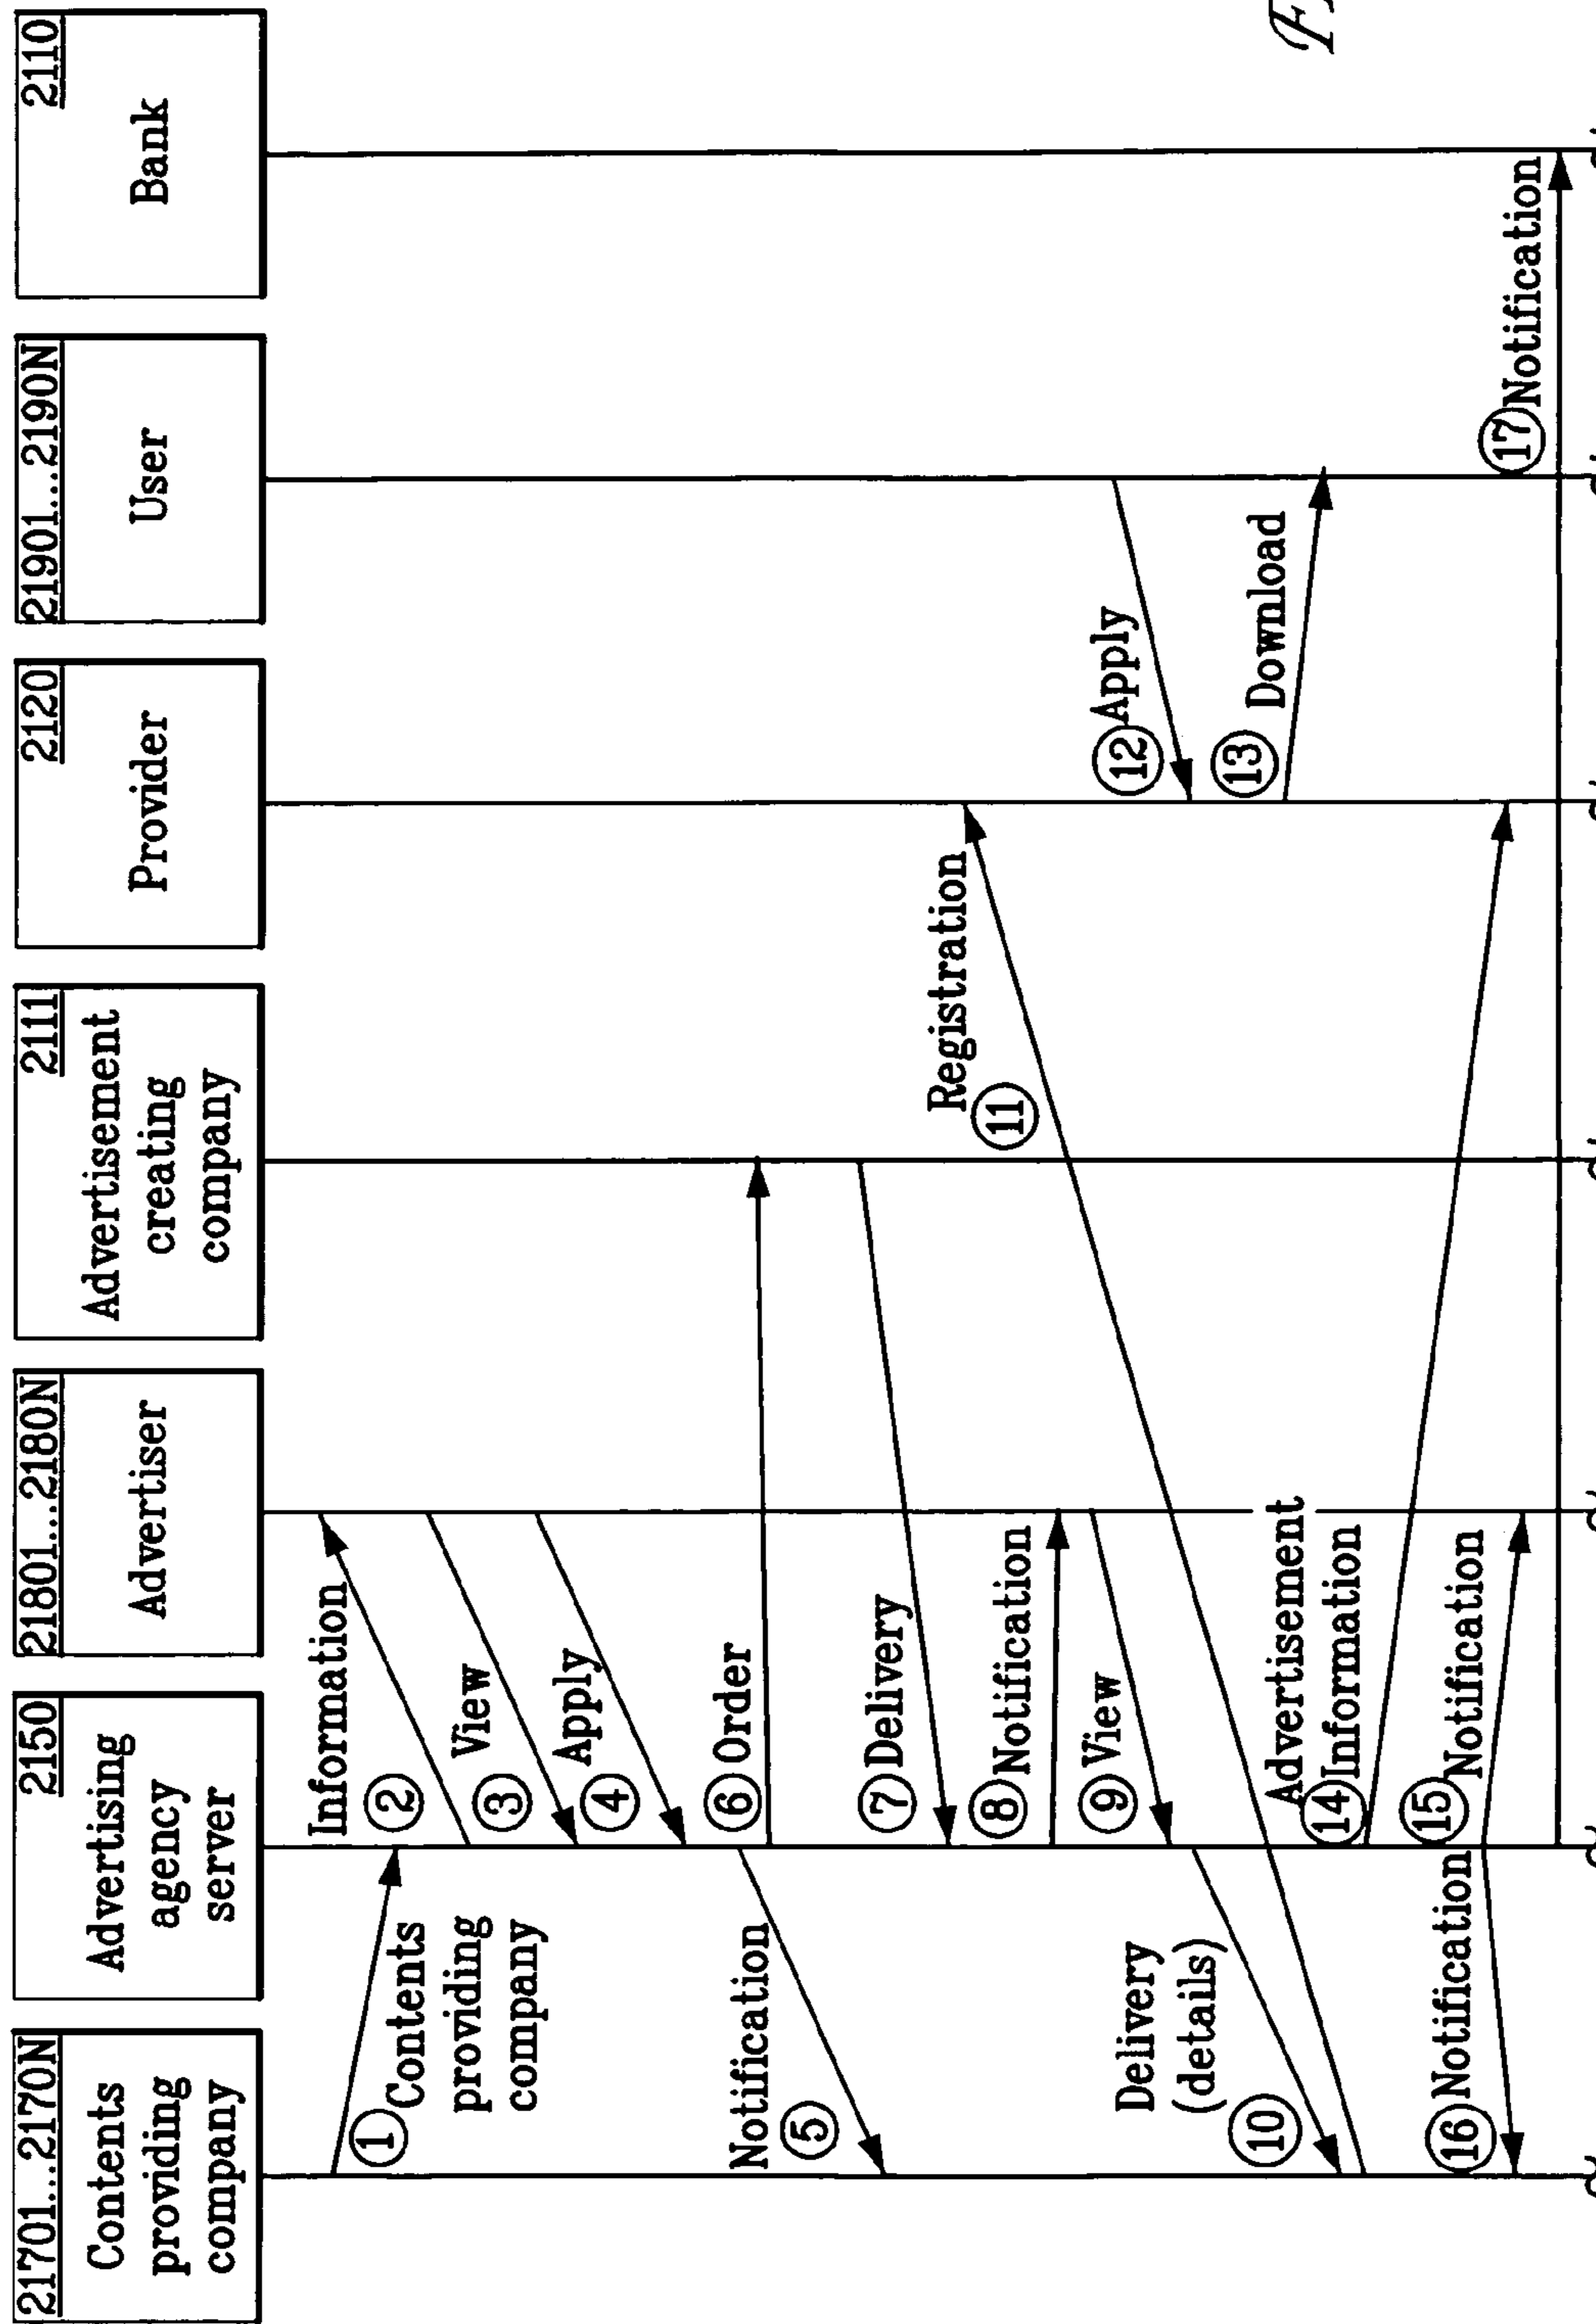 21701...2170N
Contents
providing
company
2150
Advertising
agency
server
21801...2180N
Advertiser
2111
Advertisement
creating
company
2120
Provider
21901...2190N
User
2110
Bank
① Contents
providing
company
Information
②
③ View
④ Apply
Notification
⑤
⑥ Order
⑦ Delivery
⑧ Notification
⑨ View
Delivery
(details)
⑩
Registration
⑪
⑫ Apply
⑬ Download
Advertisement
⑭ Information
⑮ Notification
⑯ Notification
⑰ Notification